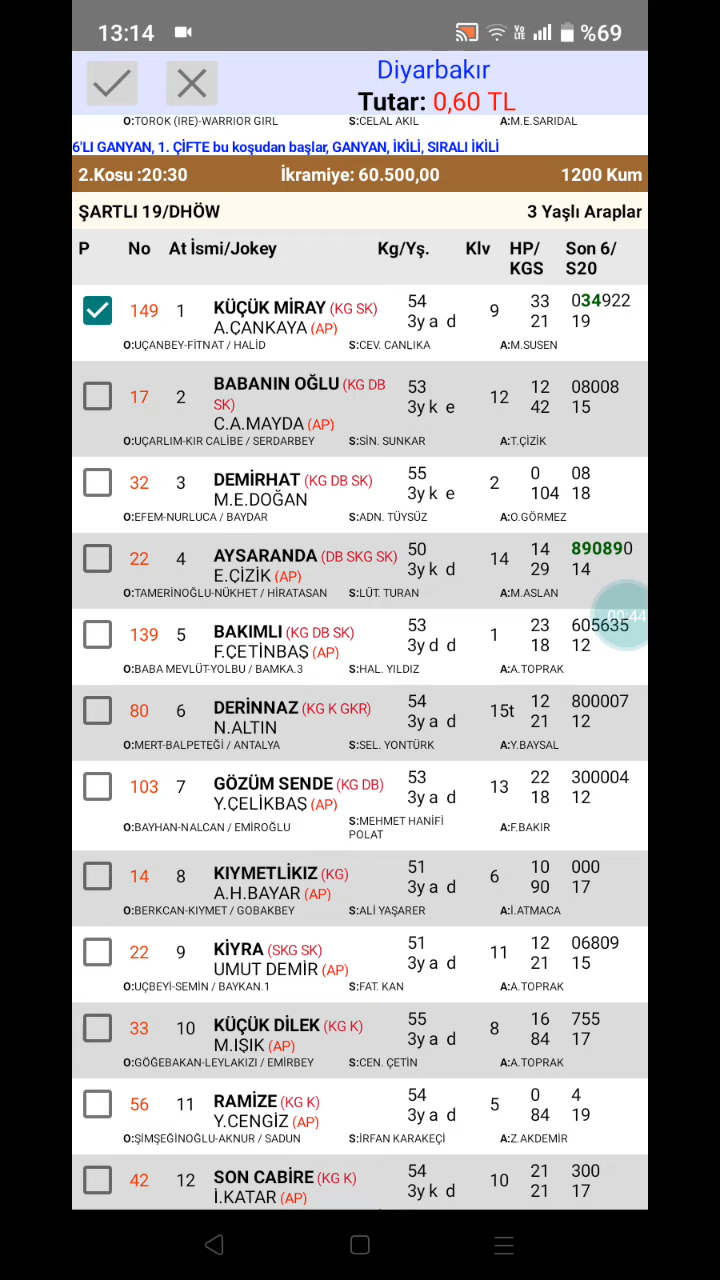 13:14 VoLTE %69
Diyarbakır
Tutar: 0,60 TL
O:TOROK (IRE)-WARRIOR GIRL S:CELAL AKIL A:M.E.SARIDAL
6'LI GANYAN, 1. ÇİFTE bu koşudan başlar, GANYAN, İKİLİ, SIRALI İKİLİ
2.Kosu :20:30 İkramiye: 60.500,00 1200 Kum
ŞARTLI 19/DHÖW 3 Yaşlı Araplar
P No At İsmi/Jokey Kg/Yş. Klv HP/ Son 6/
KGS S20
149 1 KÜÇÜK MİRAY (KG SK) 54 9 33 034922
A.ÇANKAYA (AP) 3y a d 21 19
O:UÇANBEY-FİTNAT / HALİD S:CEV. CANLIKA A:M.SUSEN
17 2 BABANIN OĞLU (KG DB 53 12 12 08008
SK) 3y k e 42 15
C.A.MAYDA (AP)
O:UÇARLIM-KIR CALİBE / SERDARBEY S:SİN. SUNKAR A:T.ÇİZİK
32 3 DEMİRHAT (KG DB SK) 55 2 0 08
M.E.DOĞAN 3y k e 104 18
O:EFEM-NURLUCA / BAYDAR S:ADN. TÜYSÜZ A:O.GÖRMEZ
22 4 AYSARANDA (DB SKG SK) 50 14 14 890890
E.ÇİZİK (AP) 3y k d 29 14
O:TAMERİNOĞLU-NÜKHET / HİRATASAN S:LÜT. TURAN A:M.ASLAN
00:44
139 5 BAKIMLI (KG DB SK) 53 1 23 605635
F.ÇETİNBAŞ (AP) 3y d d 18 12
O:BABA MEVLÜT-YOLBU / BAMKA.3 S:HAL. YILDIZ A:A.TOPRAK
80 6 DERİNNAZ (KG K GKR) 54 15t 12 800007
N.ALTIN 3y a d 21 12
O:MERT-BALPETEĞİ / ANTALYA S:SEL. YONTÜRK A:Y.BAYSAL
103 7 GÖZÜM SENDE (KG DB) 53 13 22 300004
Y.ÇELİKBAŞ (AP) 3y a d 18 12
O:BAYHAN-NALCAN / EMİROĞLU S:MEHMET HANİFİ POLAT A:F.BAKIR
14 8 KIYMETLİKIZ (KG) 51 6 10 000
A.H.BAYAR (AP) 3y a d 90 17
O:BERKCAN-KIYMET / GOBAKBEY S:ALİ YAŞARER A:İ.ATMACA
22 9 KİYRA (SKG SK) 51 11 12 06809
UMUT DEMİR (AP) 3y a d 21 15
O:UÇBEYİ-SEMİN / BAYKAN.1 S:FAT. KAN A:A.TOPRAK
33 10 KÜÇÜK DİLEK (KG K) 55 8 16 755
M.IŞIK (AP) 3y a d 84 17
O:GÖĞEBAKAN-LEYLAKIZI / EMİRBEY S:CEN. ÇETİN A:A.TOPRAK
56 11 RAMİZE (KG K) 54 5 0 4
Y.CENGİZ (AP) 3y a d 84 19
O:ŞİMŞEĞİNOĞLU-AKNUR / SADUN S:İRFAN KARAKEÇİ A:Z.AKDEMİR
42 12 SON CABİRE (KG K) 54 10 21 300
İ.KATAR (AP) 3y k d 21 17